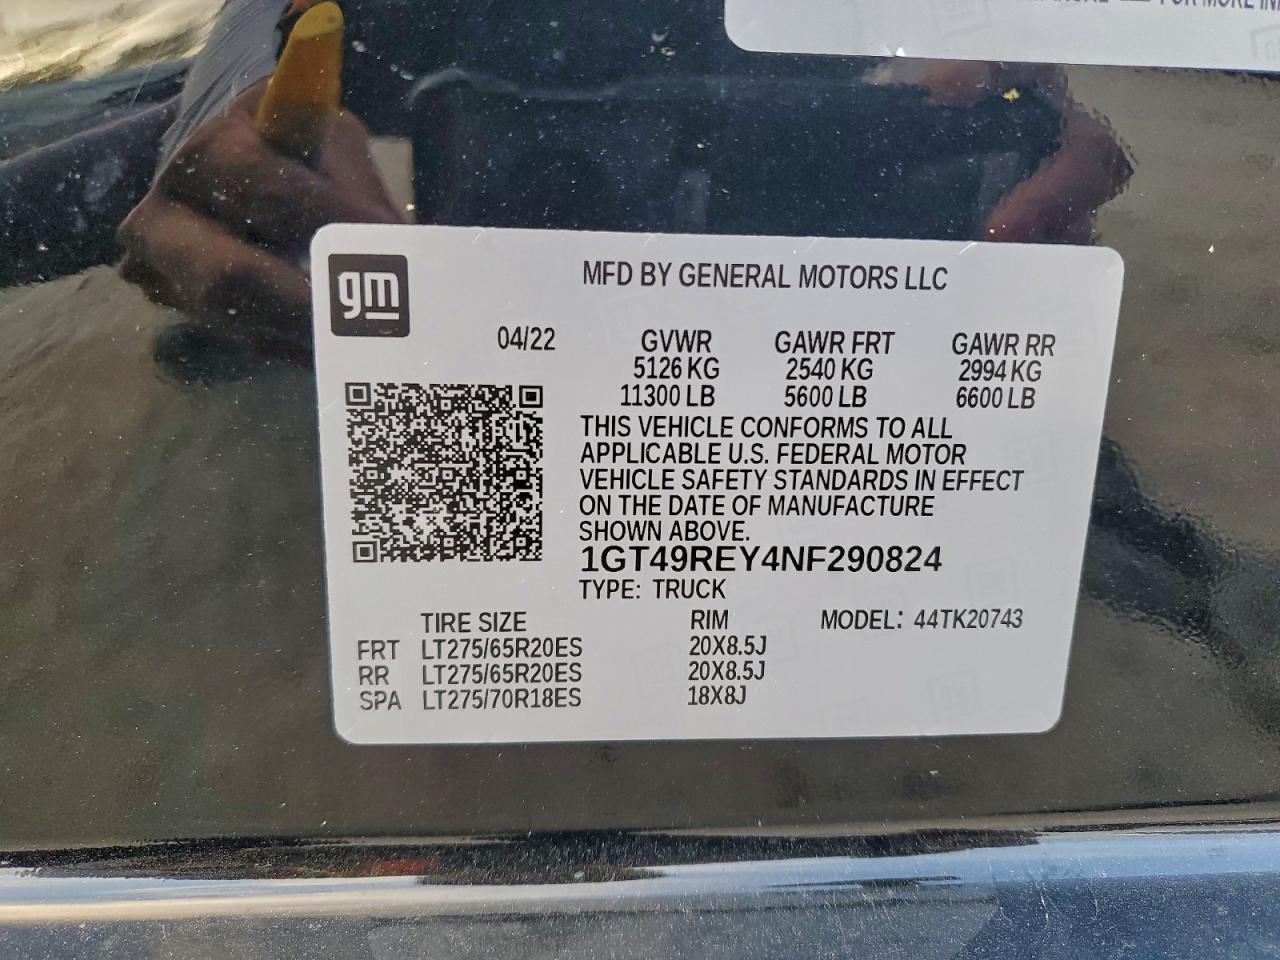 FOR MORE
gm
MFD BY GENERAL MOTORS LLC
04/22 GVWR GAWR FRT GAWR RR
5126 KG 2540 KG 2994 KG
11300 LB 5600 LB 6600 LB
THIS VEHICLE CONFORMS TO ALL
APPLICABLE U.S. FEDERAL MOTOR
VEHICLE SAFETY STANDARDS IN EFFECT
ON THE DATE OF MANUFACTURE
SHOWN ABOVE.
1GT49REY4NF290824
TYPE: TRUCK
TIRE SIZE RIM MODEL: 44TK20743
FRT LT275/65R20ES 20X8.5J
RR LT275/65R20ES 20X8.5J
SPA LT275/70R18ES 18X8J